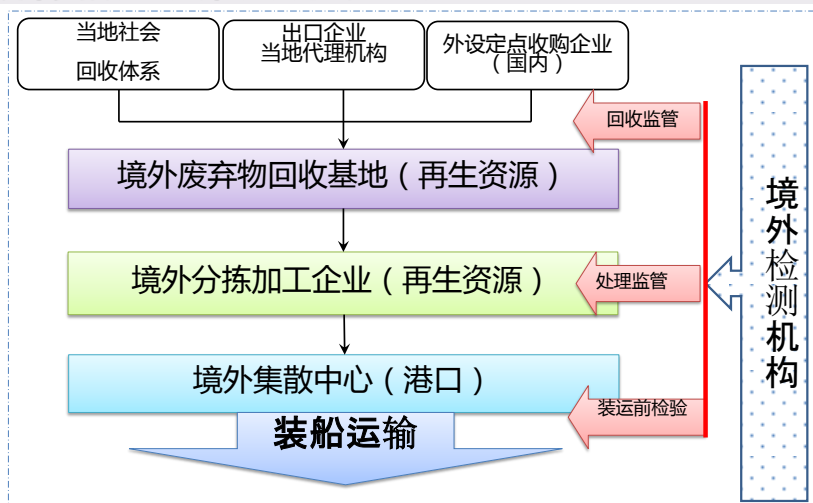 当地社会
回收体系
出口企业
当地代理机构
外设定点收购企业
（国内）
回收监管
境外废弃物回收基地（再生资源）
境外分拣加工企业（再生资源）
处理监管
境外集散中心（港口）
装运前检验
装船运输
境外检测机构